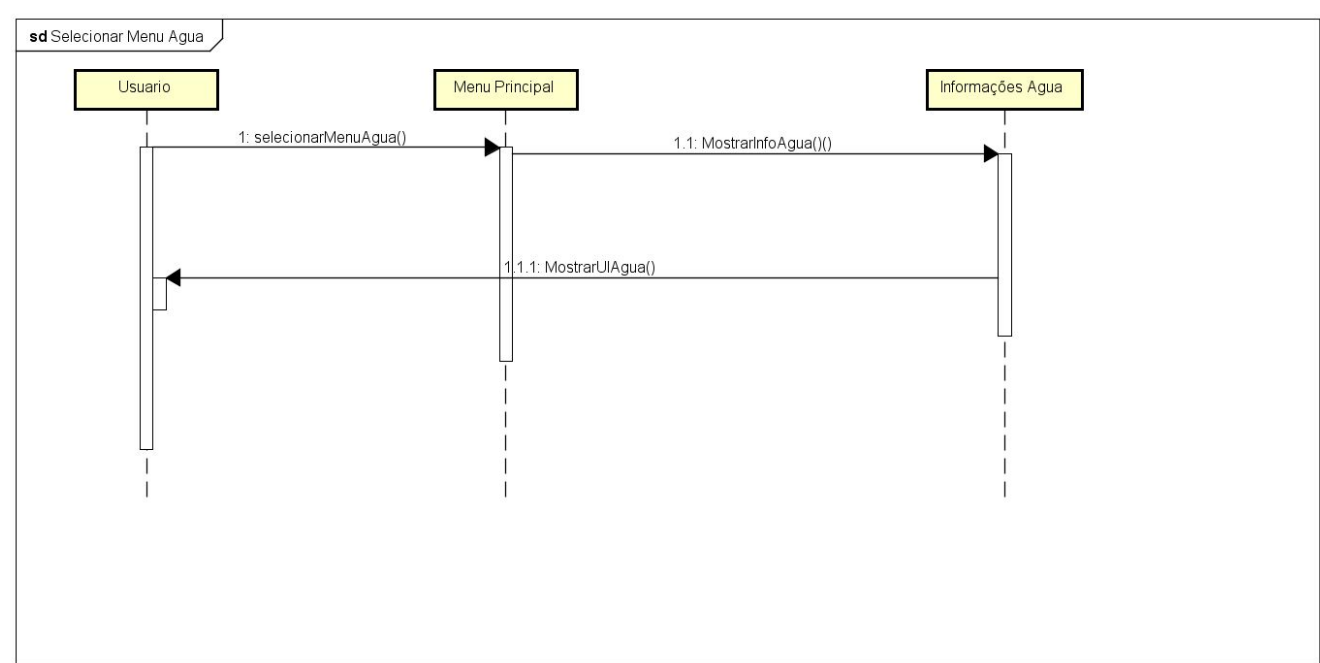 sd Selecionar Menu Agua
Usuario
Menu Principal
Informações Agua
1: selecionarMenuAgua()
1.1: MostrarInfoAgua()()
1.1.1: MostrarUIAgua()